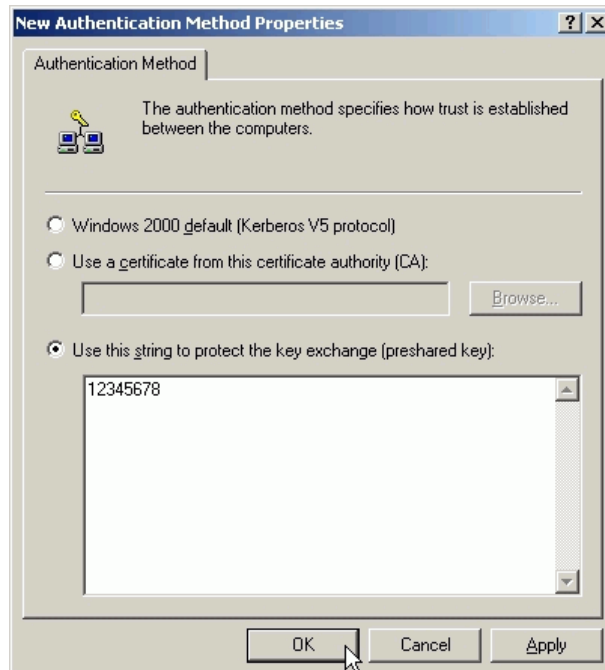 New Authentication Method Properties
Authentication Method
The authentication method specifies how trust is established
between the computers.
Windows 2000 default (Kerberos V5 protocol)
Use a certificate from this certificate authority (CA):
Browse...
Use this string to protect the key exchange (preshared key):
12345678
OK
Cancel
Apply